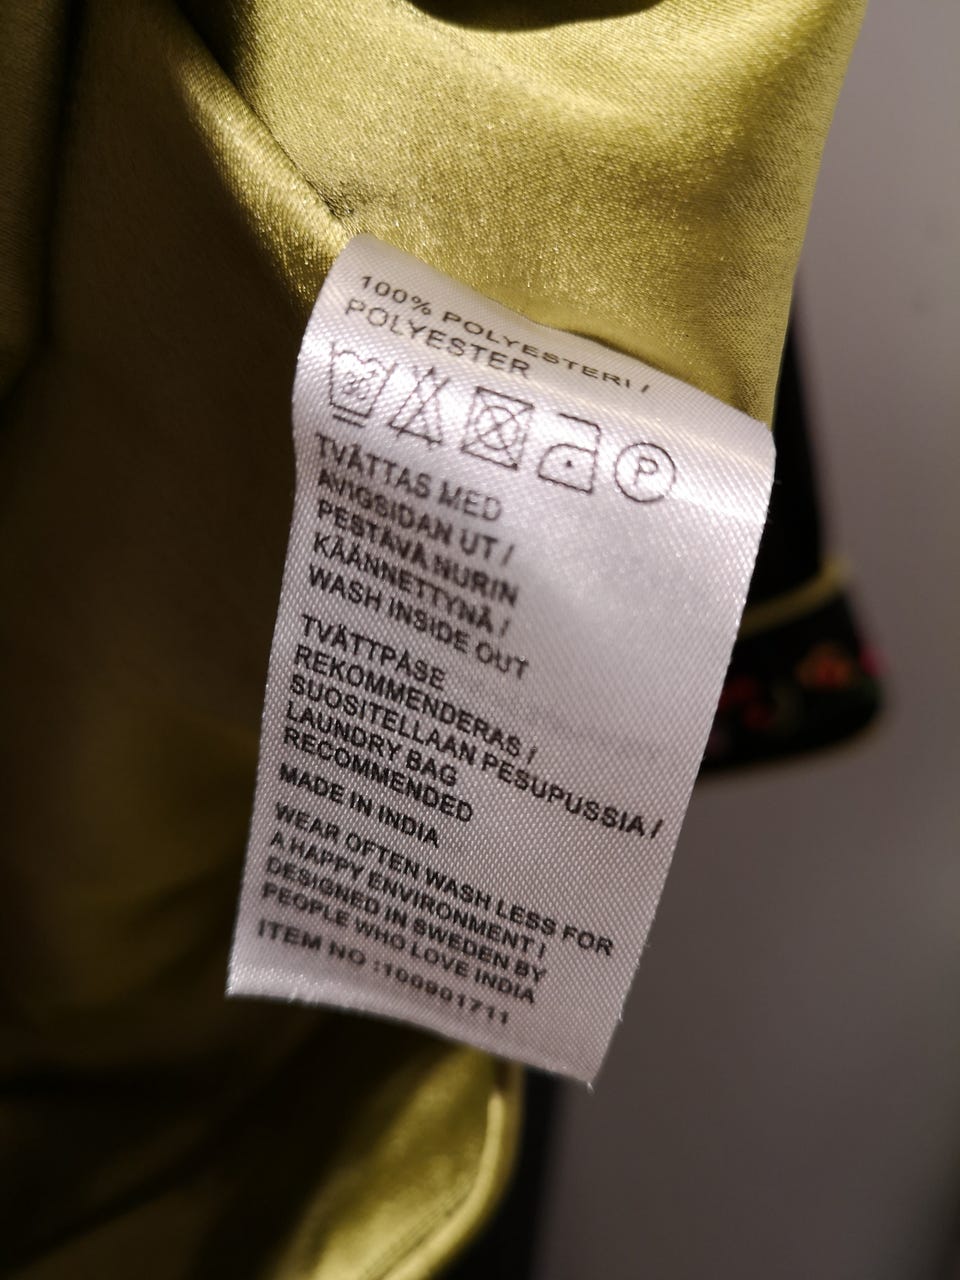 100% POLYESTERI /
POLYESTER
P
TVÄTTAS MED
AVIGSIDAN UT /
PESTÄVÄ NURIN
KÄÄNNETTYNÄ /
WASH INSIDE OUT
TVÄTTPÅSE
REKOMMENDERAS /
SUOSITELLAAN PESUPUSSIA /
LAUNDRY BAG
RECOMMENDED
MADE IN INDIA
WEAR OFTEN WASH LESS FOR
A HAPPY ENVIRONMENT |
DESIGNED IN SWEDEN BY
PEOPLE WHO LOVE INDIA
ITEM NO :100901711